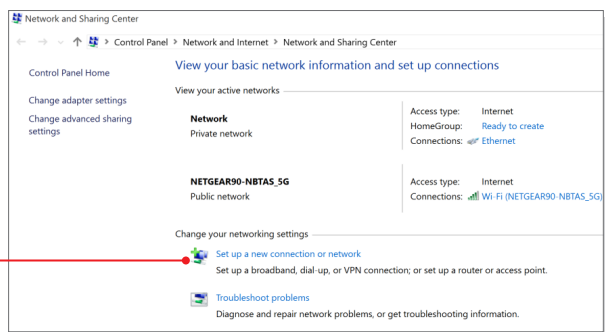 Network and Sharing Center
Control Panel > Network and Internet > Network and Sharing Center
Control Panel Home
Change adapter settings
Change advanced sharing
settings
View your basic network information and set up connections
View your active networks
Network
Private network
Access type: Internet
HomeGroup: Ready to create
Connections: Ethernet
NETGEAR90-NBTAS_5G
Public network
Access type: Internet
Connections: Wi-Fi (NETGEAR90-NBTAS_5G)
Change your networking settings
Set up a new connection or network
Set up a broadband, dial-up, or VPN connection; or set up a router or access point.
Troubleshoot problems
Diagnose and repair network problems, or get troubleshooting information.